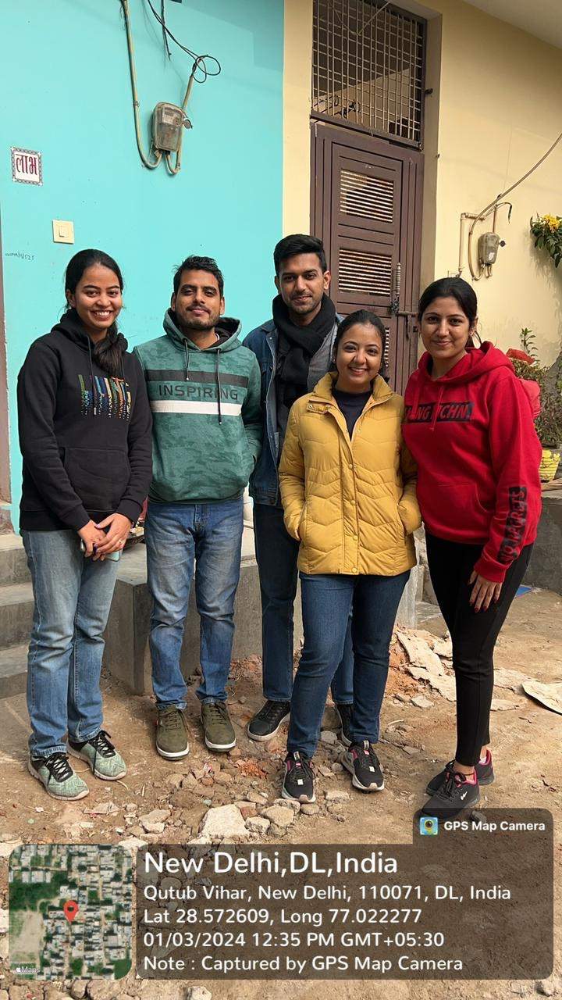 लाभ
INSPIRING
GPS Map Camera
New Delhi,DL,India
Qutub Vihar, New Delhi, 110071, DL, India
Lat 28.572609, Long 77.022277
01/03/2024 12:35 PM GMT+05:30
Note : Captured by GPS Map Camera
Maps